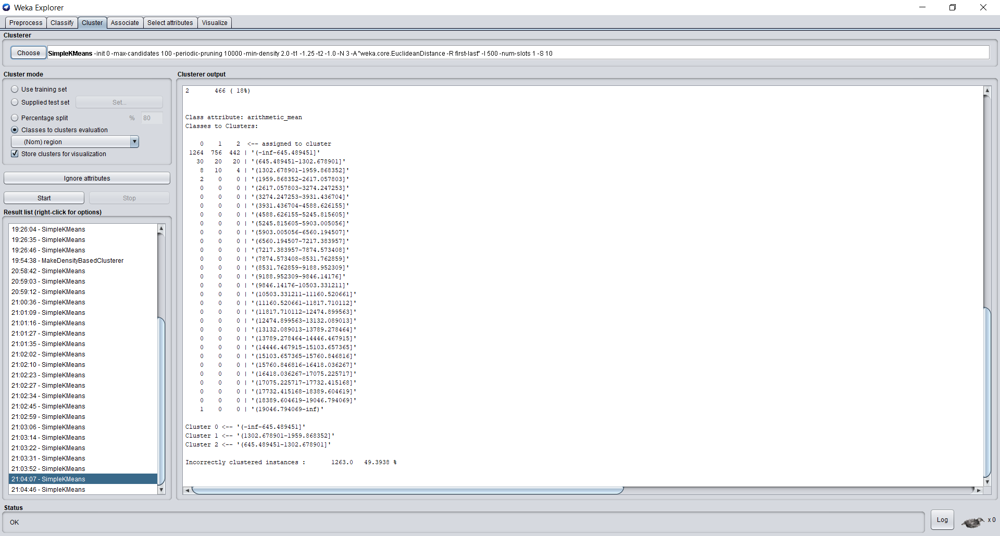 Weka Explorer
Preprocess Classify Cluster Associate Select attributes Visualize
Clusterer
Choose SimpleKMeans -init 0 -max-candidates 100 -periodic-pruning 10000 -min-density 2.0 -t1 -1.25 -t2 -1.0 -N 3 -A "weka.core.EuclideanDistance -R first-last" -I 500 -num-slots 1 -S 10
Cluster mode
Use training set
Supplied test set Set...
Percentage split % 80
Classes to clusters evaluation
(Nom) region
Store clusters for visualization
Ignore attributes
Start Stop
Result list (right-click for options)
19:26:04 - SimpleKMeans
19:26:35 - SimpleKMeans
19:26:46 - SimpleKMeans
19:54:38 - MakeDensityBasedClusterer
20:58:42 - SimpleKMeans
20:59:03 - SimpleKMeans
20:59:12 - SimpleKMeans
21:00:36 - SimpleKMeans
21:01:09 - SimpleKMeans
21:01:16 - SimpleKMeans
21:01:27 - SimpleKMeans
21:01:35 - SimpleKMeans
21:02:02 - SimpleKMeans
21:02:10 - SimpleKMeans
21:02:23 - SimpleKMeans
21:02:27 - SimpleKMeans
21:02:34 - SimpleKMeans
21:02:45 - SimpleKMeans
21:02:59 - SimpleKMeans
21:03:06 - SimpleKMeans
21:03:14 - SimpleKMeans
21:03:22 - SimpleKMeans
21:03:31 - SimpleKMeans
21:03:52 - SimpleKMeans
21:04:07 - SimpleKMeans
21:04:46 - SimpleKMeans
Clusterer output
2 466 ( 18%)
Class attribute: arithmetic_mean
Classes to Clusters:
0 1 2 <-- assigned to cluster
1264 756 442 | '(-inf-645.489451]'
30 20 20 | '(645.489451-1302.678901]'
8 10 4 | '(1302.678901-1959.868352]'
2 0 0 | '(1959.868352-2617.057803]'
0 0 0 | '(2617.057803-3274.247253]'
0 0 0 | '(3274.247253-3931.436704]'
0 0 0 | '(3931.436704-4588.626155]'
0 0 0 | '(4588.626155-5245.815605]'
0 0 0 | '(5245.815605-5903.005056]'
0 0 0 | '(5903.005056-6560.194507]'
0 0 0 | '(6560.194507-7217.383957]'
0 0 0 | '(7217.383957-7874.573408]'
0 0 0 | '(7874.573408-8531.762859]'
0 0 0 | '(8531.762859-9188.952309]'
0 0 0 | '(9188.952309-9846.14176]'
0 0 0 | '(9846.14176-10503.331211]'
0 0 0 | '(10503.331211-11160.520661]'
0 0 0 | '(11160.520661-11817.710112]'
0 0 0 | '(11817.710112-12474.899563]'
0 0 0 | '(12474.899563-13132.089013]'
0 0 0 | '(13132.089013-13789.278464]'
0 0 0 | '(13789.278464-14446.467915]'
0 0 0 | '(14446.467915-15103.657365]'
0 0 0 | '(15103.657365-15760.846816]'
0 0 0 | '(15760.846816-16418.036267]'
0 0 0 | '(16418.036267-17075.225717]'
0 0 0 | '(17075.225717-17732.415168]'
0 0 0 | '(17732.415168-18389.604619]'
0 0 0 | '(18389.604619-19046.794069]'
1 0 0 | '(19046.794069-inf)'
Cluster 0 <-- '(-inf-645.489451]'
Cluster 1 <-- '(1302.678901-1959.868352]'
Cluster 2 <-- '(645.489451-1302.678901]'
Incorrectly clustered instances : 1263.0 49.3938 %
Status
OK
Log x 0